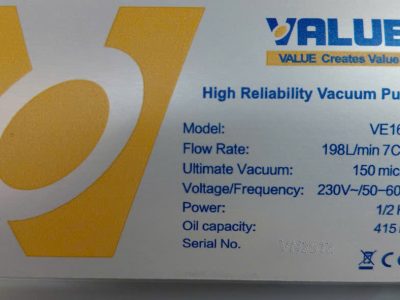 VALUE
VALUE Creates Value
High Reliability Vacuum Pu
Model: VE16
Flow Rate: 198L/min 7C
Ultimate Vacuum: 150 mic
Voltage/Frequency: 230V~/50~60
Power: 1/2 H
Oil capacity: 415
Serial No.
CE